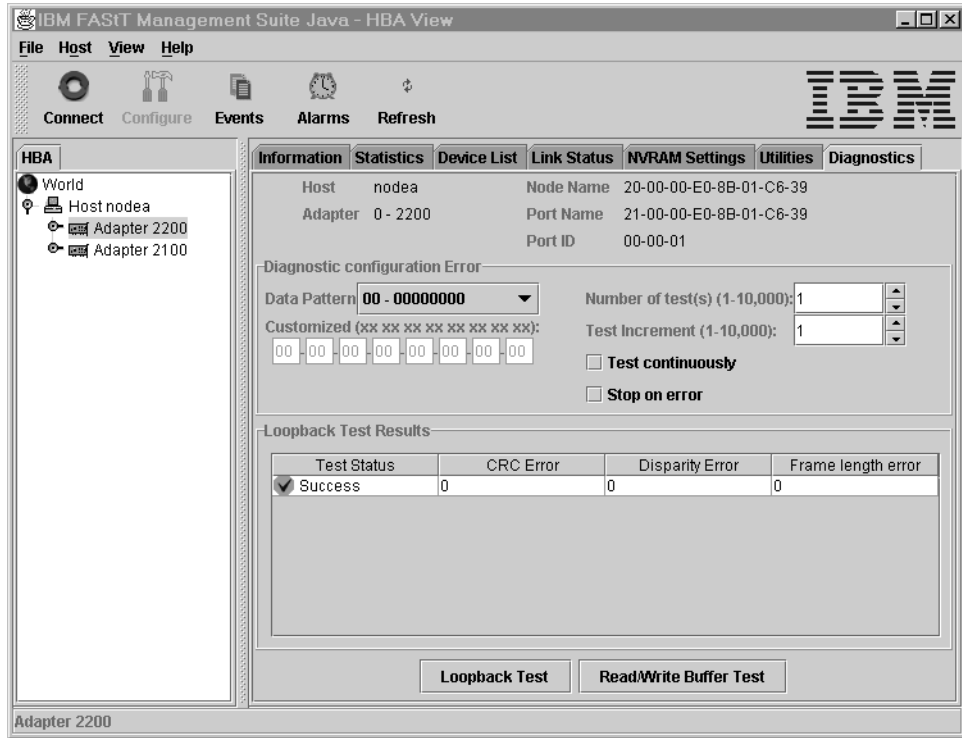 IBM FAStT Management Suite Java - HBA View
File Host View Help
Connect Configure Events Alarms Refresh
IBM
HBA
World
Host nodea
Adapter 2200
Adapter 2100
Information Statistics Device List Link Status NVRAM Settings Utilities Diagnostics
Host nodea Node Name 20-00-00-E0-8B-01-C6-39
Adapter 0 - 2200 Port Name 21-00-00-E0-8B-01-C6-39
Port ID 00-00-01
Diagnostic configuration Error
Data Pattern 00 - 00000000 Number of test(s) (1-10,000): 1
Customized (xx xx xx xx xx xx xx xx): Test Increment (1-10,000): 1
00 - 00 - 00 - 00 - 00 - 00 - 00 - 00
Test continuously
Stop on error
Loopback Test Results
Test Status CRC Error Disparity Error Frame length error
Success 0 0 0
Loopback Test Read/Write Buffer Test
Adapter 2200